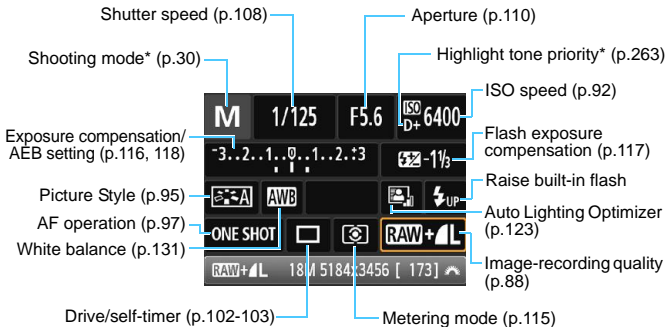 Shutter speed (p.108)
Aperture (p.110)
Shooting mode* (p.30)
Highlight tone priority* (p.263)
ISO speed (p.92)
M 1/125 F5.6 ISO D+ 6400
Exposure compensation/
AEB setting (p.116, 118)
-3..2..1..0..1..2.+3
-1⅓
Flash exposure
compensation (p.117)
Picture Style (p.95)
A AWB
UP
Raise built-in flash
AF operation (p.97)
Auto Lighting Optimizer
(p.123)
White balance (p.131)
ONE SHOT
RAW+L
Image-recording quality
(p.88)
RAW+L 18M 5184x3456 [ 173]
Drive/self-timer (p.102-103)
Metering mode (p.115)